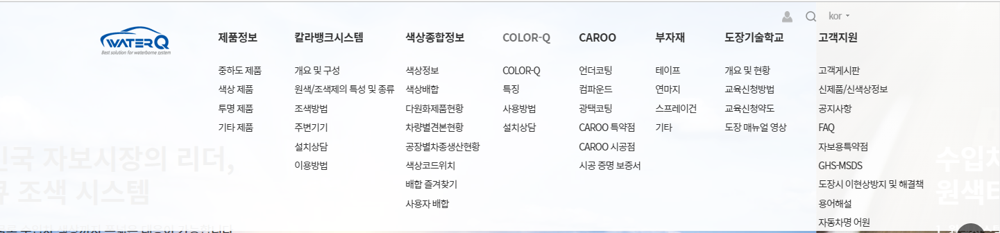 kor
WATERQ
Best solution for waterborne system
제품정보
중하도 제품
색상 제품
투명 제품
기타 제품
칼라뱅크시스템
개요 및 구성
원색/조색제의 특성 및 종류
조색방법
주변기기
설치상담
이용방법
색상종합정보
색상정보
색상배합
다원화제품현황
차량별견본현황
공장별차종생산현황
색상코드위치
배합 즐겨찾기
사용자 배합
COLOR-Q
COLOR-Q
특징
사용방법
설치상담
CAROO
언더코팅
컴파운드
광택코팅
CAROO 특약점
CAROO 시공점
시공 증명 보증서
부자재
테이프
연마지
스프레이건
기타
도장기술학교
개요 및 현황
교육신청방법
교육신청약도
도장 매뉴얼 영상
고객지원
고객게시판
신제품/신색상정보
공지사항
FAQ
자보용특약점
GHS-MSDS
도장시 이현상방지 및 해결책
용어해설
자동차명 어원
자보시장의 리더,
조색 시스템